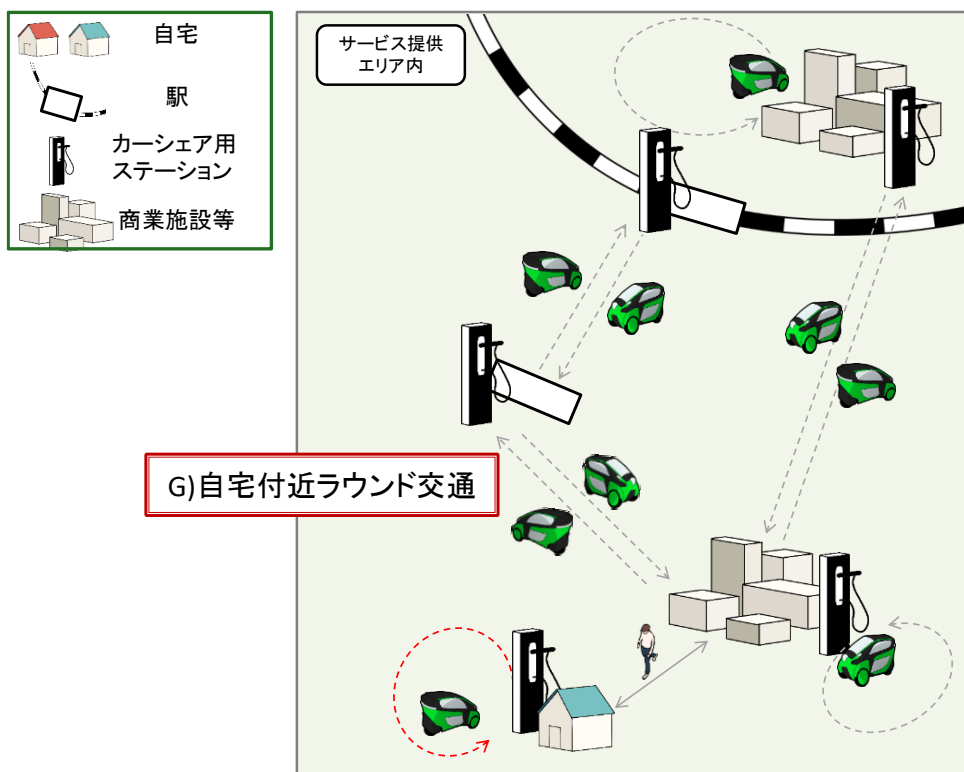 自宅
駅
カーシェア用
ステーション
商業施設等
サービス提供
エリア内
G)自宅付近ラウンド交通